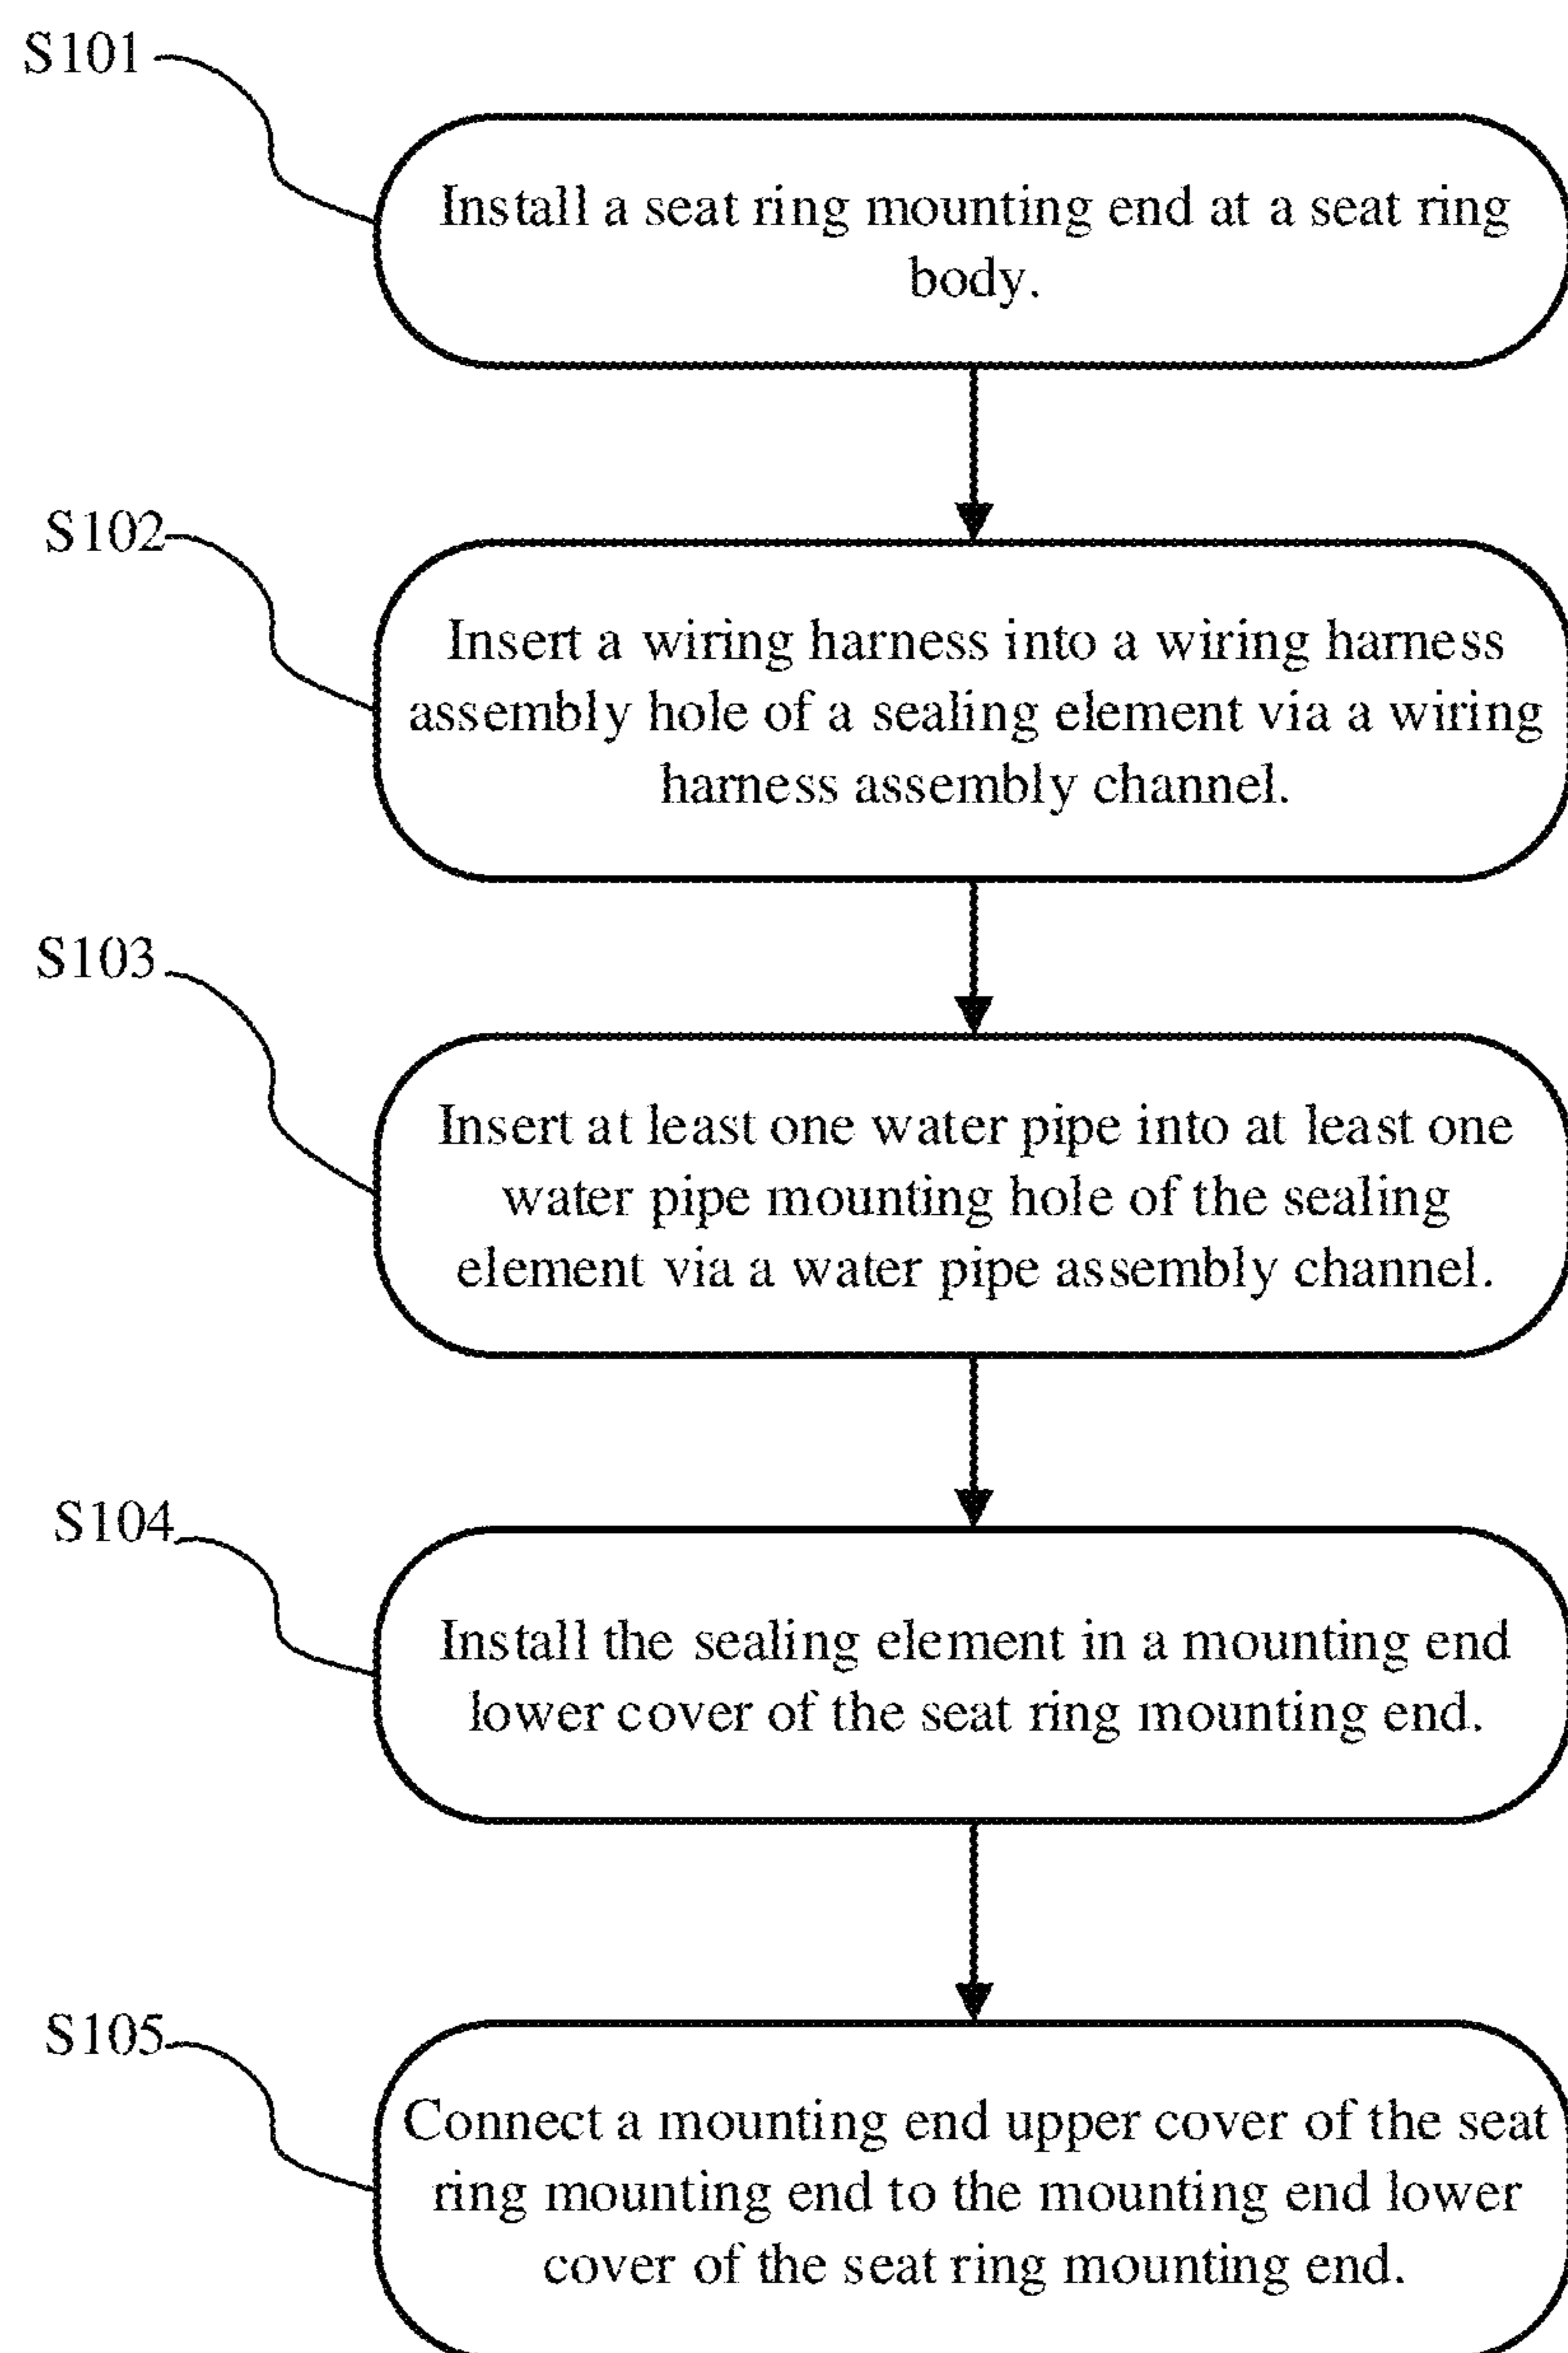 S101
Install a seat ring mounting end at a seat ring
body.
S102
Insert a wiring harness into a wiring harness
assembly hole of a sealing element via a wiring
harness assembly channel.
S103
Insert at least one water pipe into at least one
water pipe mounting hole of the sealing
element via a water pipe assembly channel.
S104
Install the sealing element in a mounting end
lower cover of the seat ring mounting end.
S105
Connect a mounting end upper cover of the seat
ring mounting end to the mounting end lower
cover of the seat ring mounting end.